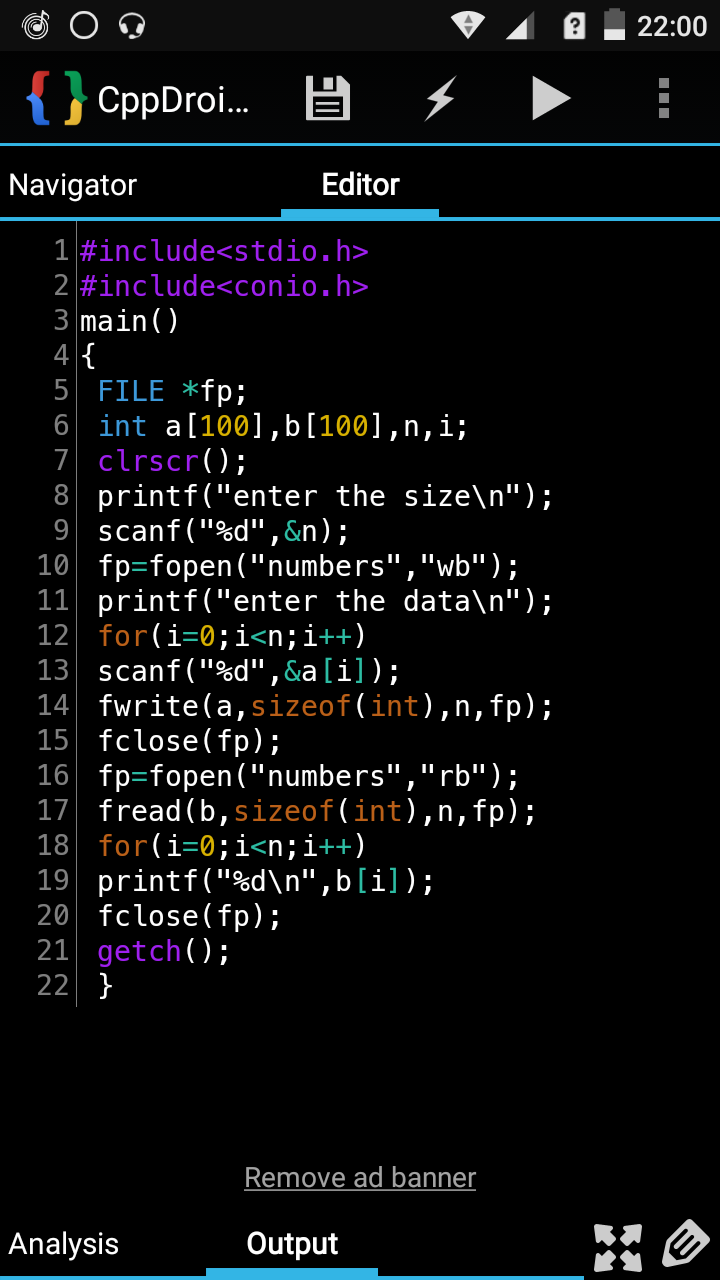 22:00
CppDroi...
Navigator
Editor
1 #include<stdio.h>
2 #include<conio.h>
3 main()
4 {
5 FILE *fp;
6 int a[100],b[100],n,i;
7 clrscr();
8 printf("enter the size\n");
9 scanf("%d",&n);
10 fp=fopen("numbers","wb");
11 printf("enter the data\n");
12 for(i=0;i<n;i++)
13 scanf("%d",&a[i]);
14 fwrite(a,sizeof(int),n,fp);
15 fclose(fp);
16 fp=fopen("numbers","rb");
17 fread(b,sizeof(int),n,fp);
18 for(i=0;i<n;i++)
19 printf("%d\n",b[i]);
20 fclose(fp);
21 getch();
22 }
Remove ad banner
Analysis
Output